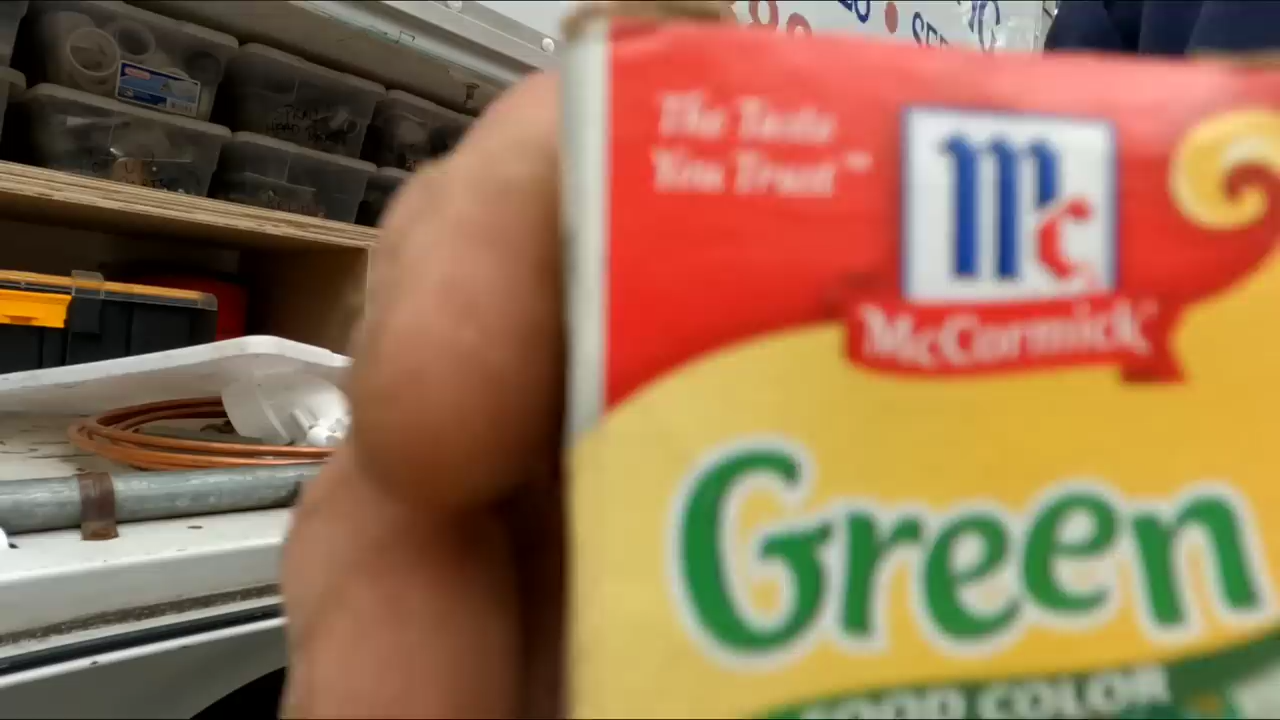 The Taste
You Trust™
Mc
McCormick
Green
FOOD COLOR